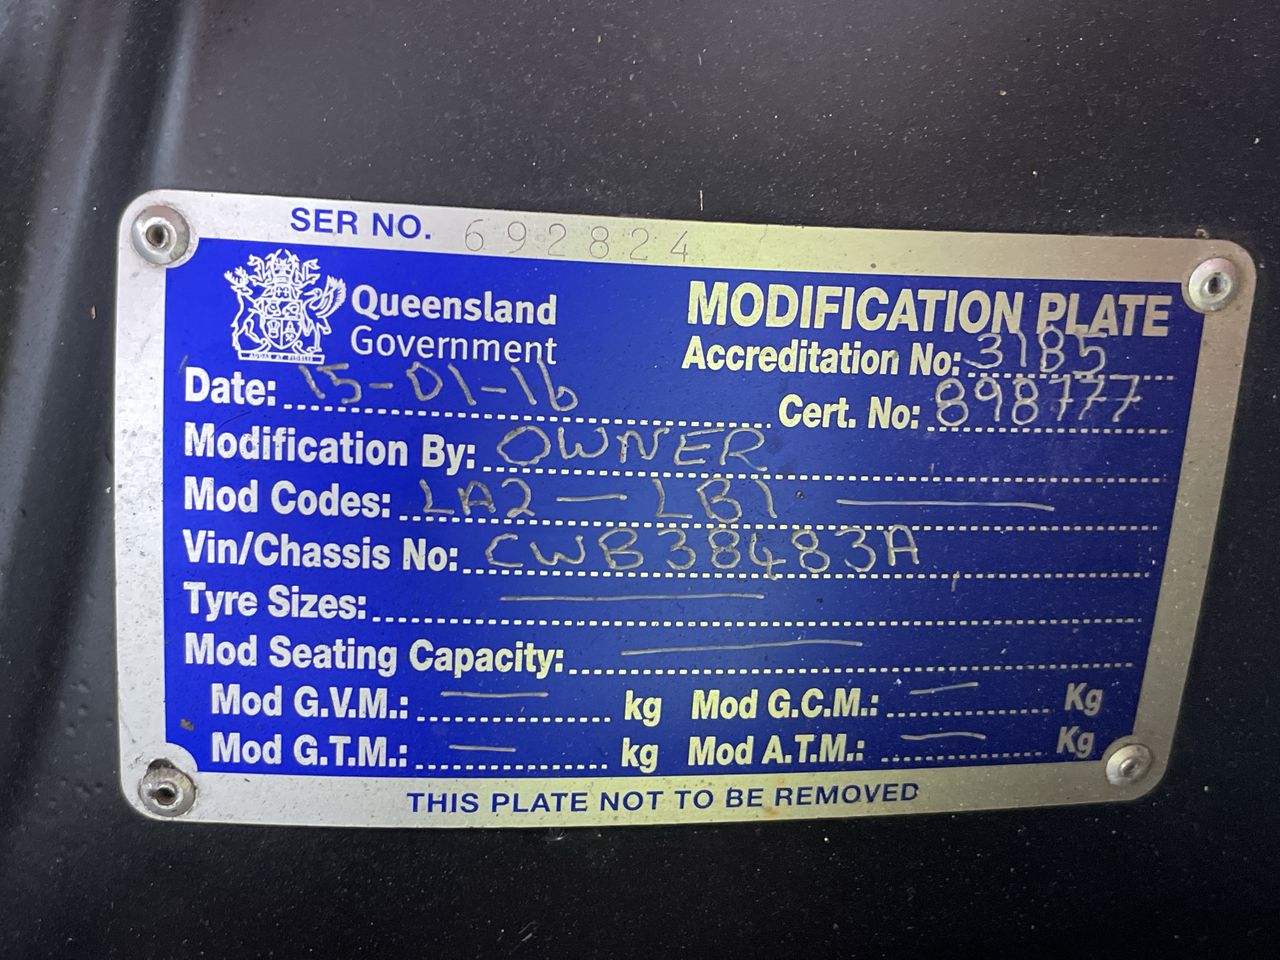 SER NO. 692824
Queensland
Government
MODIFICATION PLATE
Accreditation No: 3185
Date: 15-01-16
Cert. No: 898777
Modification By: OWNER
Mod Codes: LA2 — LB1 —
Vin/Chassis No: CWB38483A
Tyre Sizes: —
Mod Seating Capacity: —
Mod G.V.M.: — kg Mod G.C.M.: — Kg
Mod G.T.M.: — kg Mod A.T.M.: — Kg
THIS PLATE NOT TO BE REMOVED